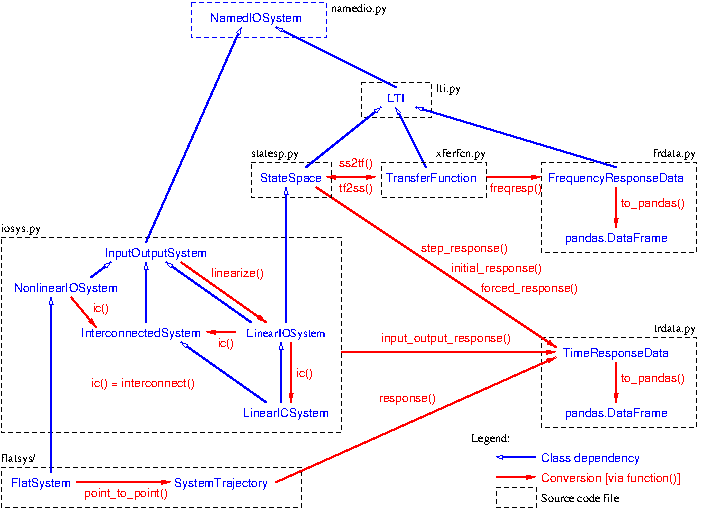 namedio.py
NamedIOSystem
lti.py
LTI
statesp.py
xferfcn.py
frdata.py
ss2tf()
StateSpace
TransferFunction
FrequencyResponseData
tf2ss()
freqresp()
to_pandas()
pandas.DataFrame
iosys.py
InputOutputSystem
step_response()
linearize()
initial_response()
NonlinearIOSystem
forced_response()
ic()
InterconnectedSystem
LinearIOSystem
ic()
input_output_response()
trdata.py
TimeResponseData
ic()
to_pandas()
ic() = interconnect()
response()
LinearICSystem
pandas.DataFrame
Legend:
flatsys/
Class dependency
FlatSystem
SystemTrajectory
Conversion [via function()]
point_to_point()
Source code file